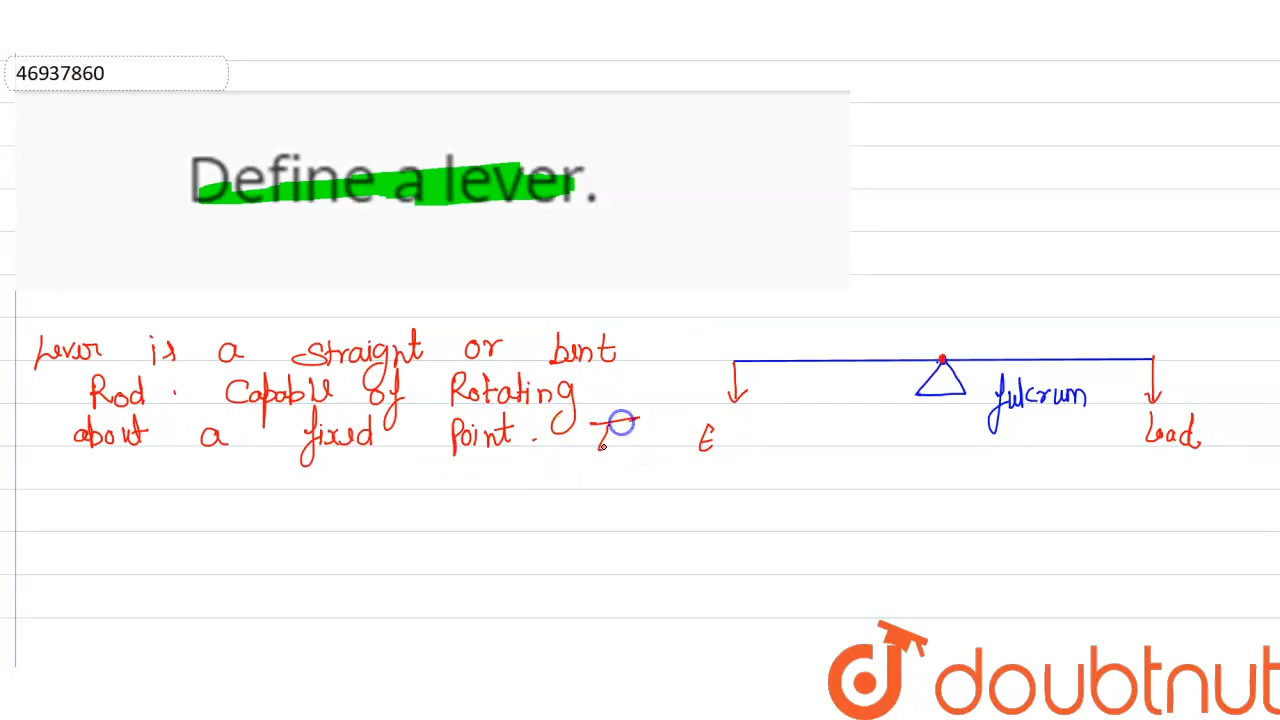 46937860
Define a lever.
Lever is a straight or bent
Rod. Capable of Rotating
about a fixed Point. T
E
fulcrum
Load
doubtnut